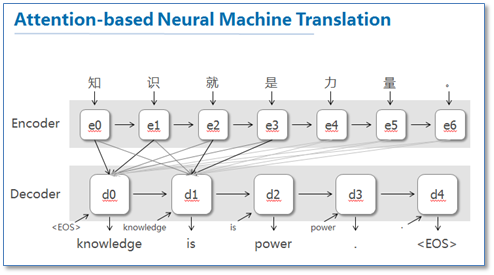 Attention-based Neural Machine Translation
知 识 就 是 力 量 。
Encoder e0 e1 e2 e3 e4 e5 e6
Decoder d0 d1 d2 d3 d4
<EOS> knowledge is power .
knowledge is power . <EOS>